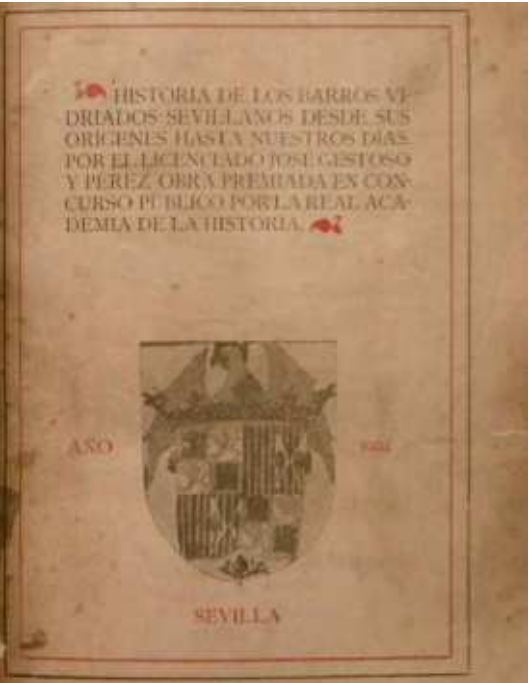 HISTORIA DE LOS BARROS VI-
DRIADOS SEVILLANOS DESDE SUS
ORIGENES HASTA NUESTROS DIAS.
POR EL LICENCIADO JOSE GESTOSO
Y PEREZ OBRA PREMIADA EN CON-
CURSO PUBLICO POR LA REAL ACA-
DEMIA DE LA HISTORIA.
AÑO
SEVILLA